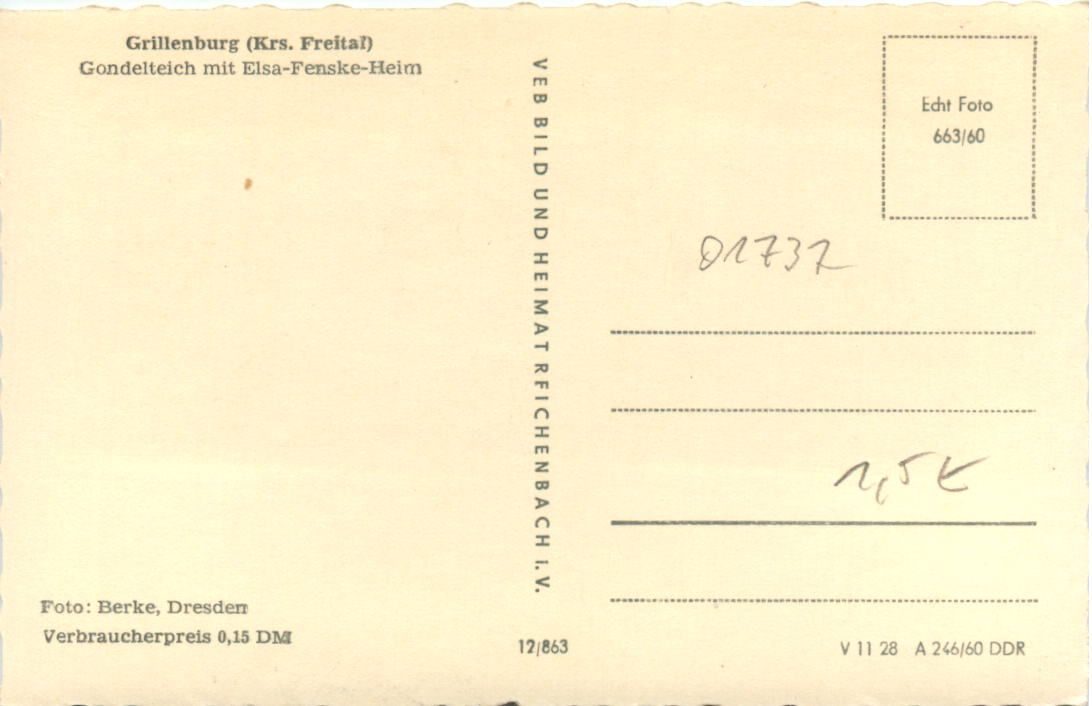 Grillenburg (Krs. Freital)
Gondelteich mit Elsa-Fenske-Heim
VEB BILD UND HEIMAT REICHENBACH I. V.
Echt Foto
663/60
01737
1,5 €
Foto: Berke, Dresden
Verbraucherpreis 0,15 DM
12/863
V 11 28 A 246/60 DDR